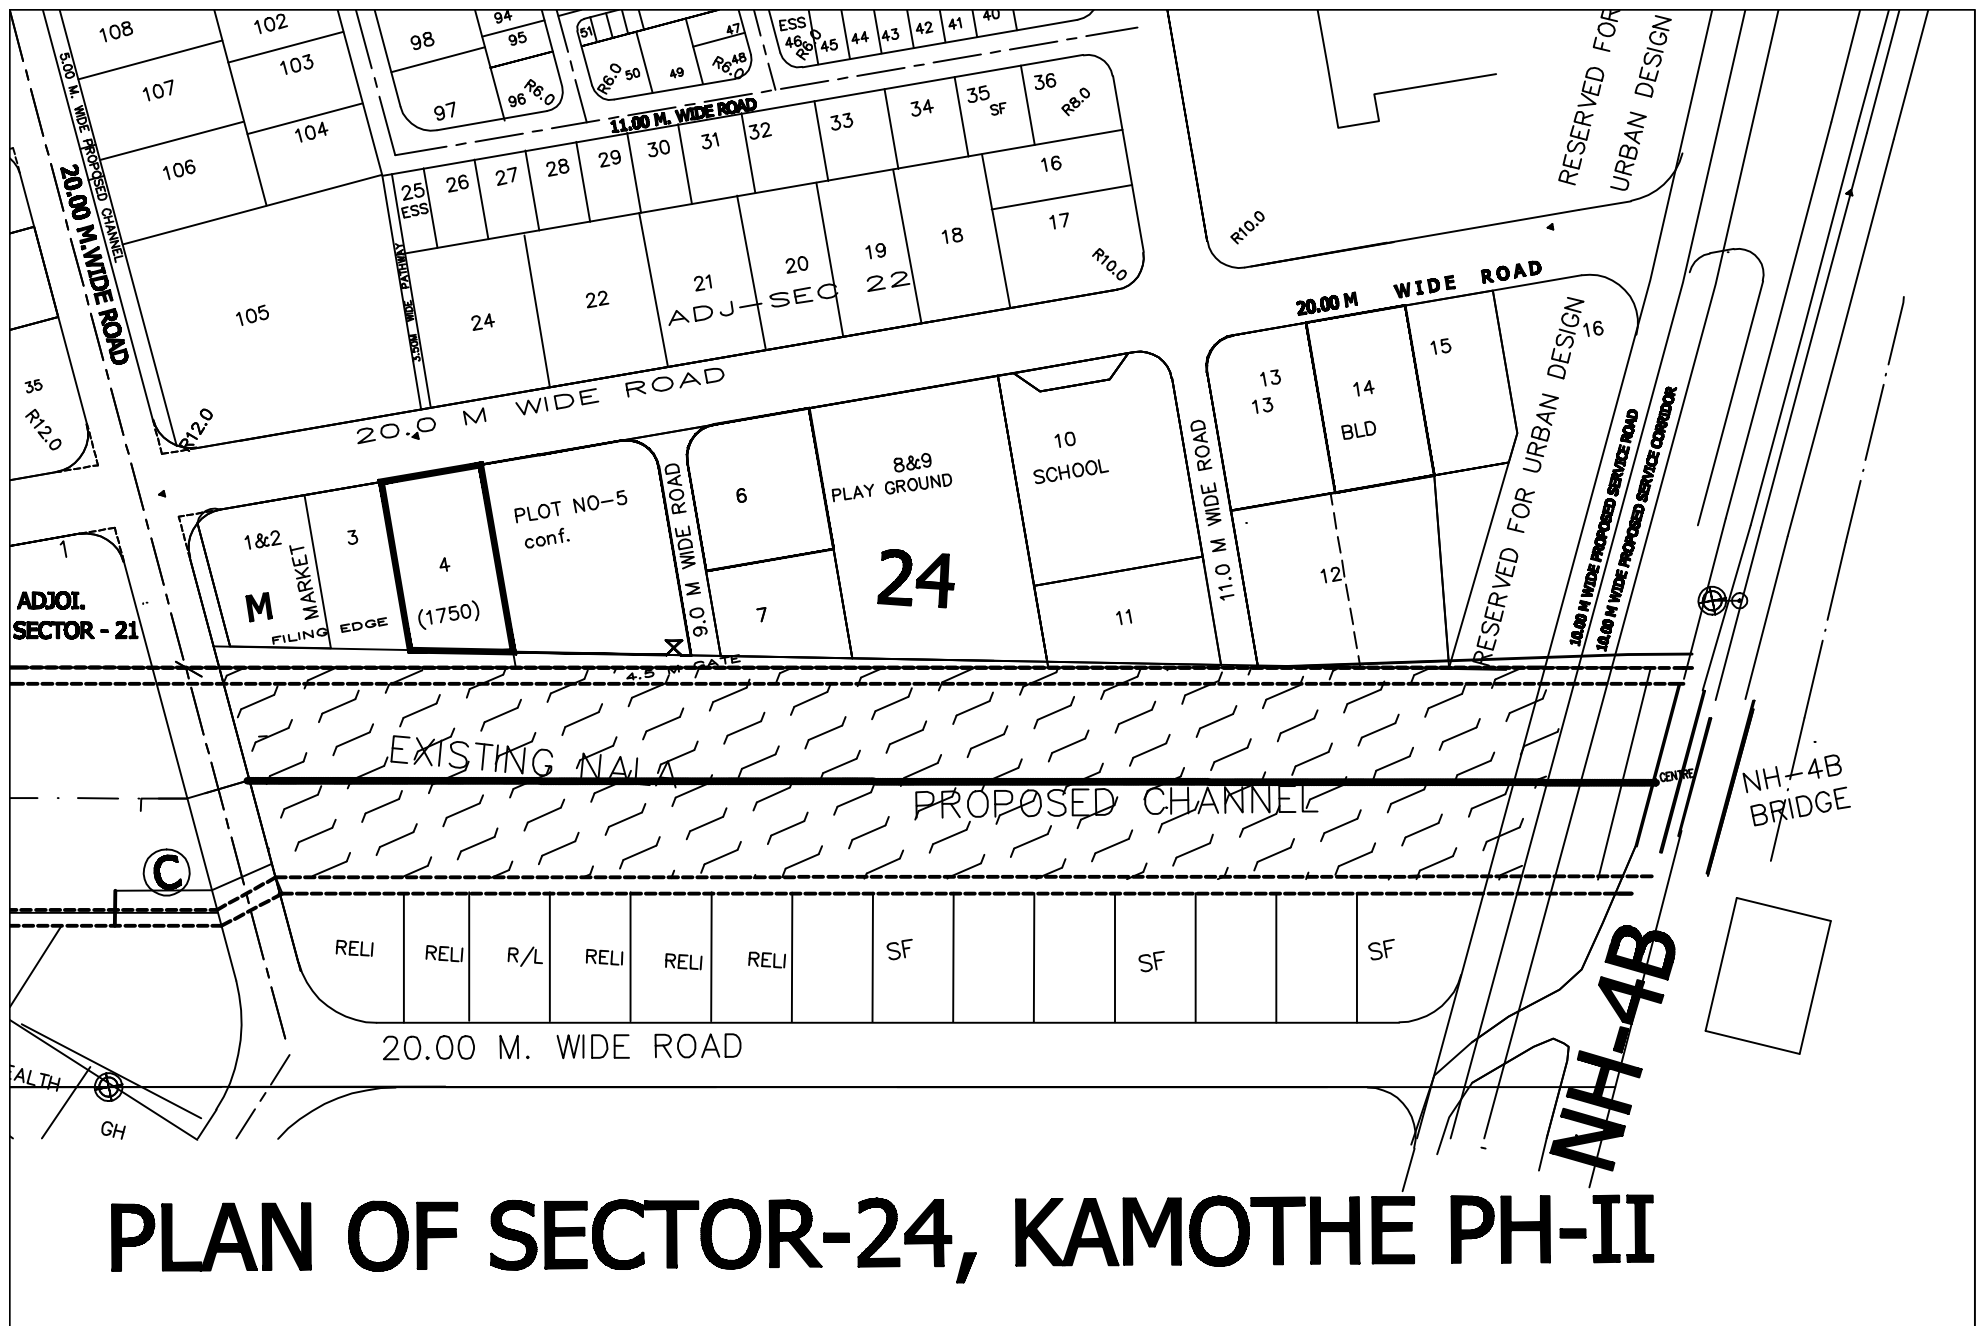 108
102
98
94
95
51
47
ESS
46
R6.0
45
44
43
42
41
40
107
103
97
96
R6.0
R6.0
50
49
48
R6.0
5.00 M. WIDE PROPOSED CHANNEL
106
104
11.00 M. WIDE ROAD
31
32
33
34
35
SF
36
R8.0
25
ESS
26
27
28
29
30
16
17
20.00 M.WIDE ROAD
3.50M WIDE PATHWAY
105
24
22
21
20
19
18
R10.0
R10.0
ADJ-SEC 22
RESERVED FOR
URBAN DESIGN
20.00 M WIDE ROAD
20.0 M WIDE ROAD
35
R12.0
R12.0
13
13
14
BLD
15
16
RESERVED FOR URBAN DESIGN
10.00 M WIDE PROPOSED SERVICE ROAD
10.00 M WIDE PROPOSED SERVICE CORRIDOR
1
1&2
MARKET
M
3
4
(1750)
PLOT NO-5
conf.
9.0 M WIDE ROAD
6
7
8&9
PLAY GROUND
24
10
SCHOOL
11
11.0 M WIDE ROAD
12
ADJOI.
SECTOR - 21
FILING EDGE
4.5 M GATE
EXISTING NALA
PROPOSED CHANNEL
CENTRE
NH-4B
BRIDGE
C
RELI
RELI
R/L
RELI
RELI
RELI
SF
SF
SF
NH-4B
20.00 M. WIDE ROAD
EALTH
GH
PLAN OF SECTOR-24, KAMOTHE PH-II